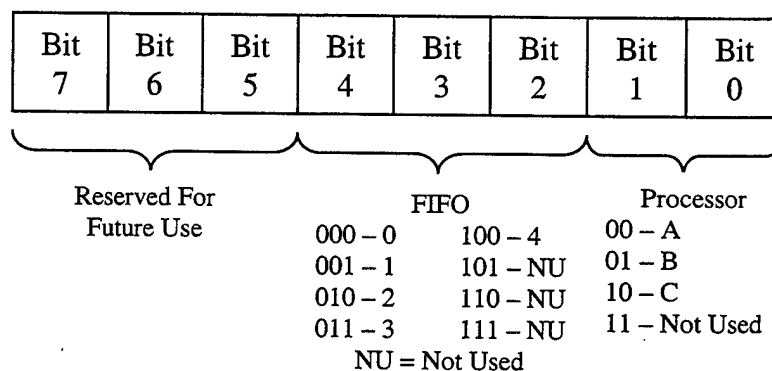 Bit 7 Bit 6 Bit 5 Bit 4 Bit 3 Bit 2 Bit 1 Bit 0
Reserved For
Future Use
FIFO
000 – 0 100 – 4
001 – 1 101 – NU
010 – 2 110 – NU
011 – 3 111 – NU
NU = Not Used
Processor
00 – A
01 – B
10 – C
11 – Not Used